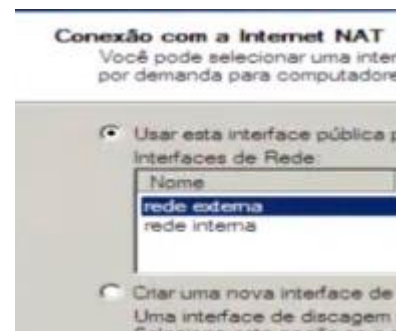 Conexão com a Internet NAT
Você pode selecionar uma inter
por demanda para computadore
Usar esta interface pública p
Interfaces de Rede:
Nome
rede externa
rede interna
Criar uma nova interface de
Uma interface de discagem